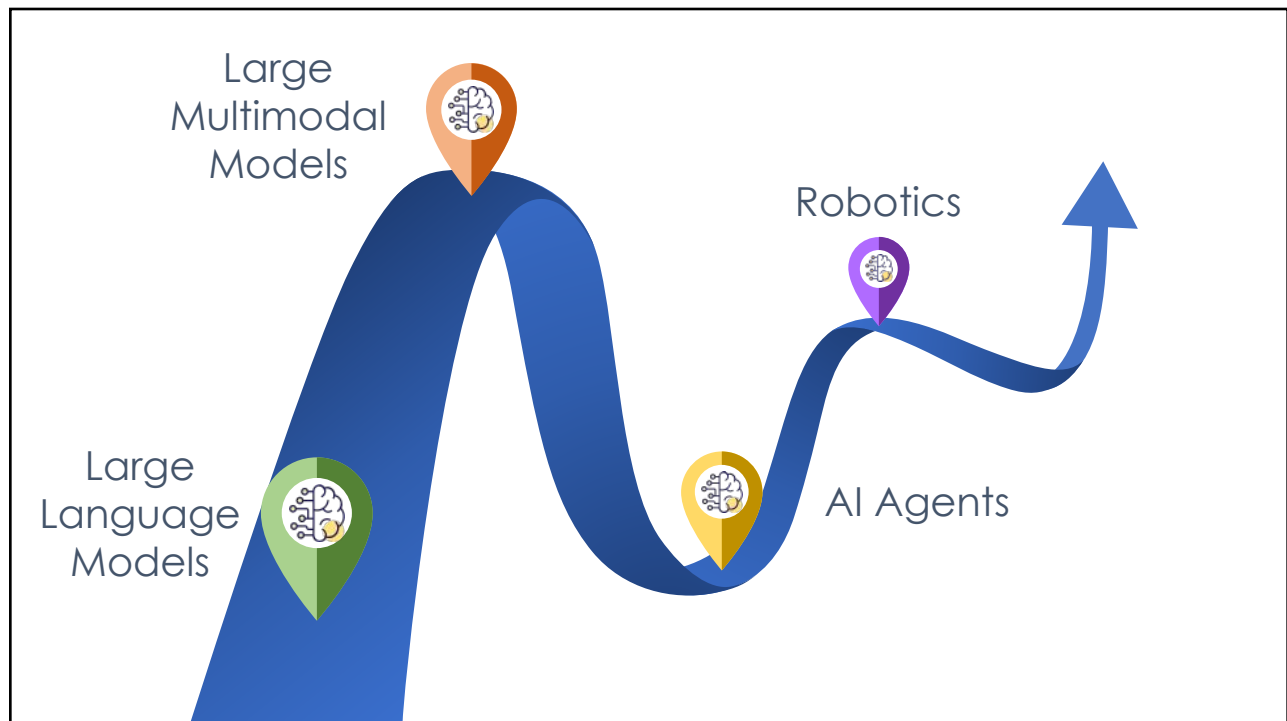 Large
Multimodal
Models
Robotics
Large
Language
Models
AI Agents